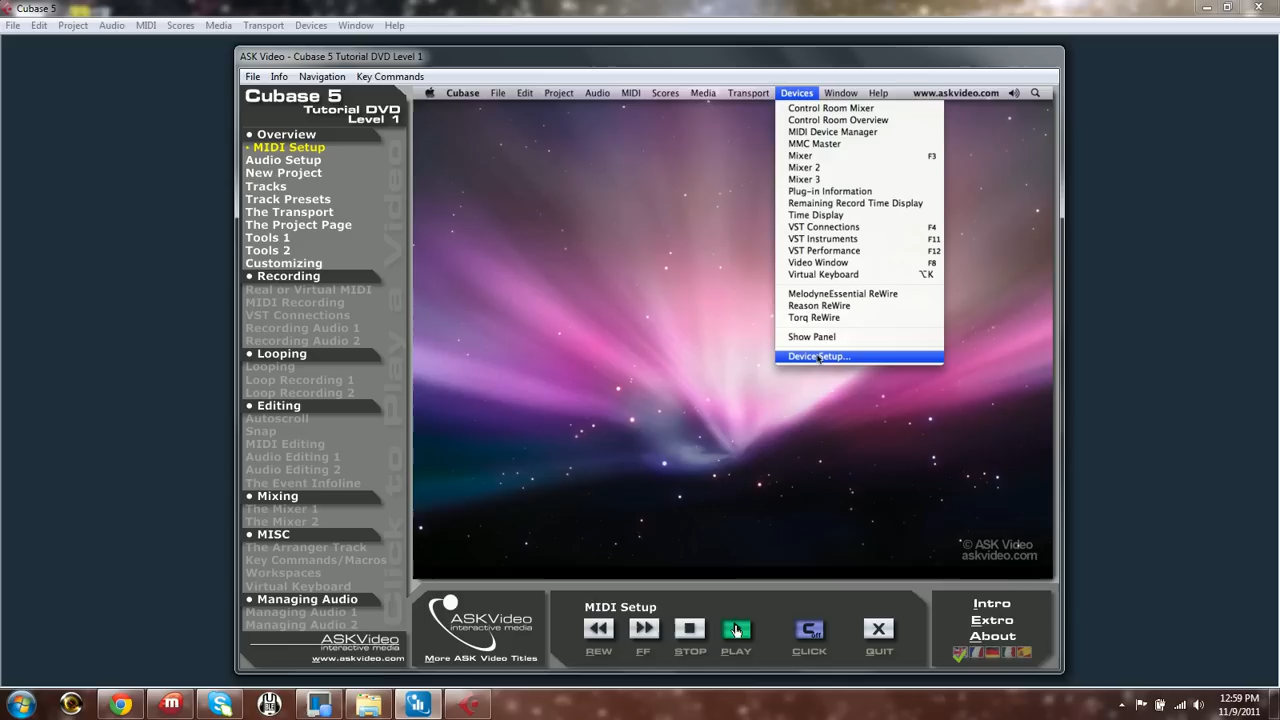 Cubase 5
File Edit Project Audio MIDI Scores Media Transport Devices Window Help
ASK Video - Cubase 5 Tutorial DVD Level 1
File Info Navigation Key Commands
Cubase 5
Tutorial DVD
Level 1
• Overview
· MIDI Setup
Audio Setup
New Project
Tracks
Track Presets
The Transport
The Project Page
Tools 1
Tools 2
Customizing
• Recording
Real or Virtual MIDI
MIDI Recording
VST Connections
Recording Audio 1
Recording Audio 2
• Looping
Looping
Loop Recording 1
Loop Recording 2
• Editing
Autoscroll
Snap
MIDI Editing
Audio Editing 1
Audio Editing 2
The Event Infoline
• Mixing
The Mixer 1
The Mixer 2
• MISC
The Arranger Track
Key Commands/Macros
Workspaces
Virtual Keyboard
• Managing Audio
Managing Audio 1
Managing Audio 2
Click to Play a Video
ASKVideo
interactive media
www.askvideo.com
Cubase File Edit Project Audio MIDI Scores Media Transport Devices Window Help www.askvideo.com
Control Room Mixer
Control Room Overview
MIDI Device Manager
MMC Master
Mixer F3
Mixer 2
Mixer 3
Plug-in Information
Remaining Record Time Display
Time Display
VST Connections F4
VST Instruments F11
VST Performance F12
Video Window F8
Virtual Keyboard ⌥K
MelodyneEssential ReWire
Reason ReWire
Torq ReWire
Show Panel
Device Setup...
© ASK Video
askvideo.com
ASKVideo
interactive media
More ASK Video Titles
MIDI Setup
REW FF STOP PLAY CLICK QUIT
C off
X
Intro
Extro
About
12:59 PM
11/9/2011